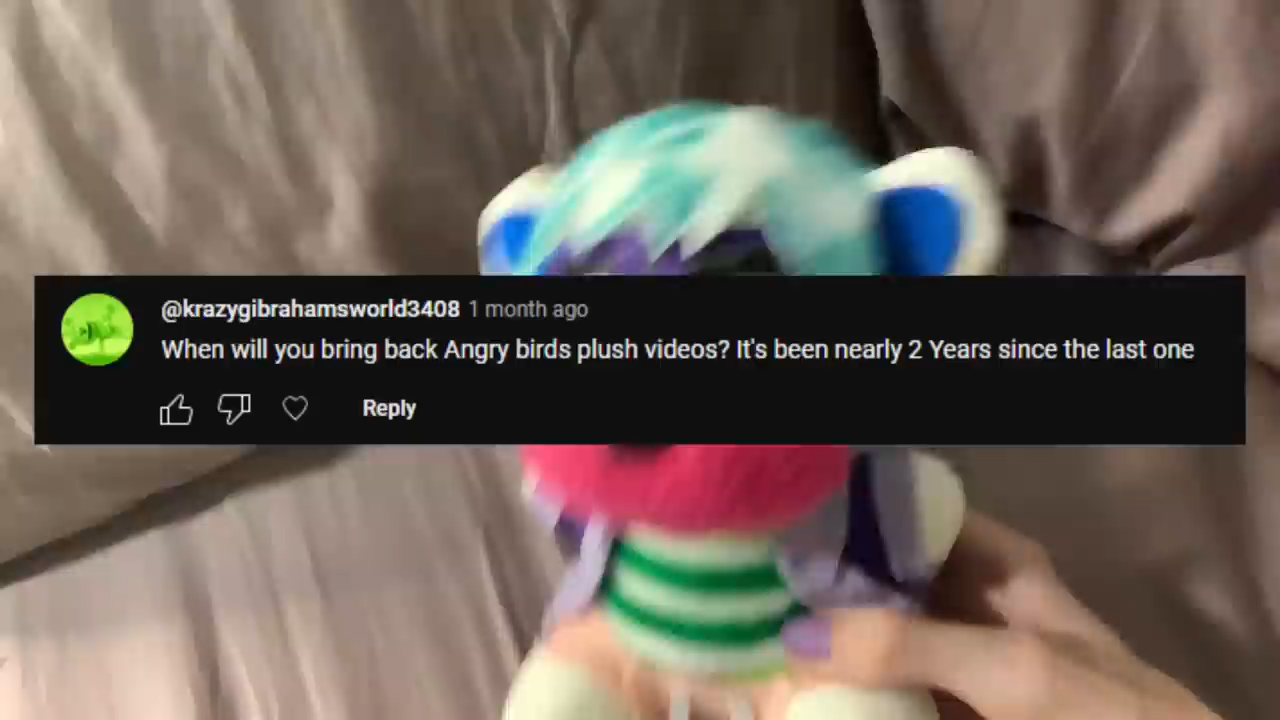 @krazygibrahamsworld3408 1 month ago
When will you bring back Angry birds plush videos? It's been nearly 2 Years since the last one
Reply